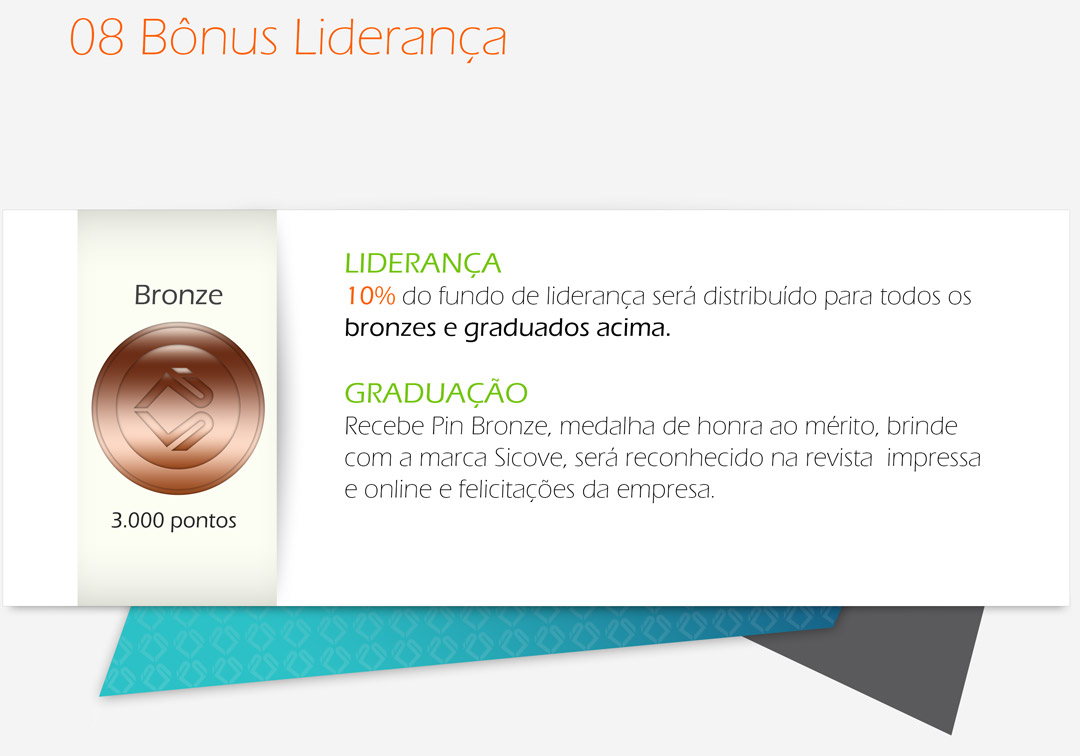 08 Bônus Liderança
Bronze
3.000 pontos
LIDERANÇA
10% do fundo de liderança será distribuído para todos os
bronzes e graduados acima.
GRADUAÇÃO
Recebe Pin Bronze, medalha de honra ao mérito, brinde
com a marca Sicove, será reconhecido na revista  impressa
e online e felicitações da empresa.